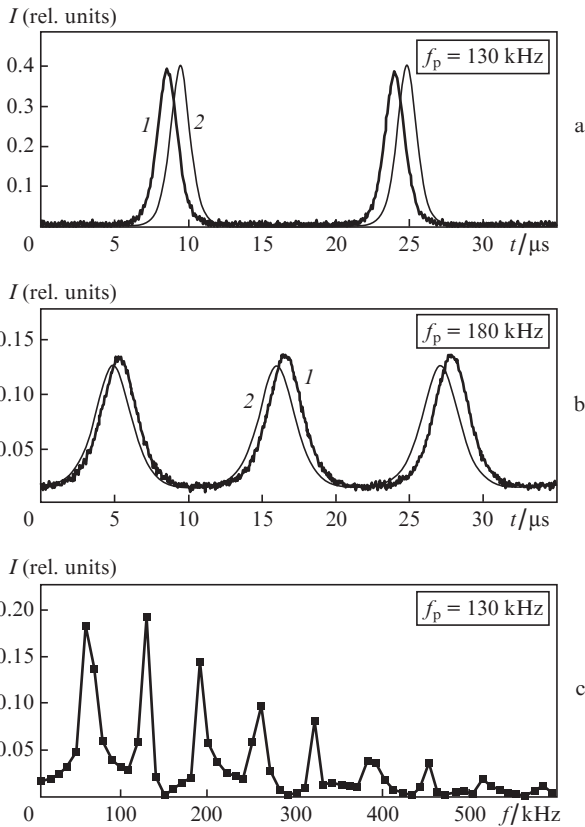 I (rel. units)
fp = 130 kHz
0.4
0.3
1 2
a
0.2
0.1
0 5 10 15 20 25 30 t/μs
I (rel. units)
fp = 180 kHz
0.15
1
0.10
2
b
0.05
0 5 10 15 20 25 30 t/μs
I (rel. units)
fp = 130 kHz
0.20
0.15
c
0.10
0.05
0 100 200 300 400 500 f/kHz